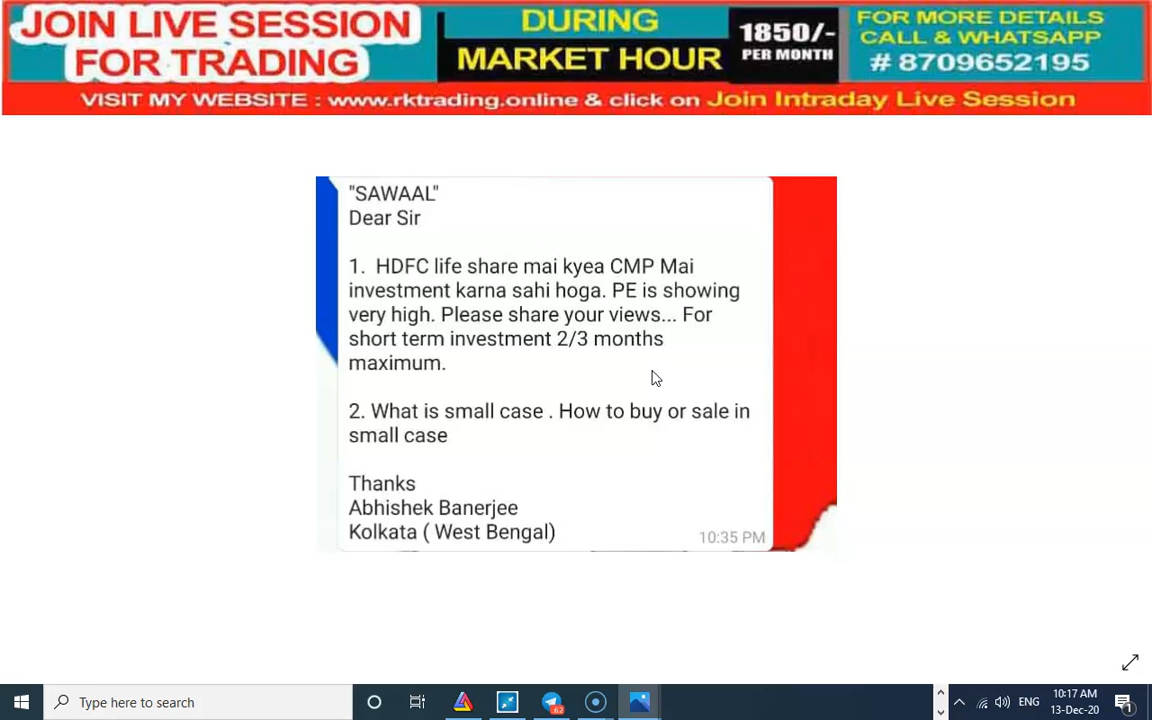 JOIN LIVE SESSION
FOR TRADING
DURING
MARKET HOUR
1850/-
PER MONTH
FOR MORE DETAILS
CALL & WHATSAPP
# 8709652195
VISIT MY WEBSITE : www.rktrading.online & click on Join Intraday Live Session
"SAWAAL"
Dear Sir
1. HDFC life share mai kyea CMP Mai
investment karna sahi hoga. PE is showing
very high. Please share your views... For
short term investment 2/3 months
maximum.
2. What is small case . How to buy or sale in
small case
Thanks
Abhishek Banerjee
Kolkata ( West Bengal)
10:35 PM
Type here to search
62
ENG
10:17 AM
13-Dec-20
1